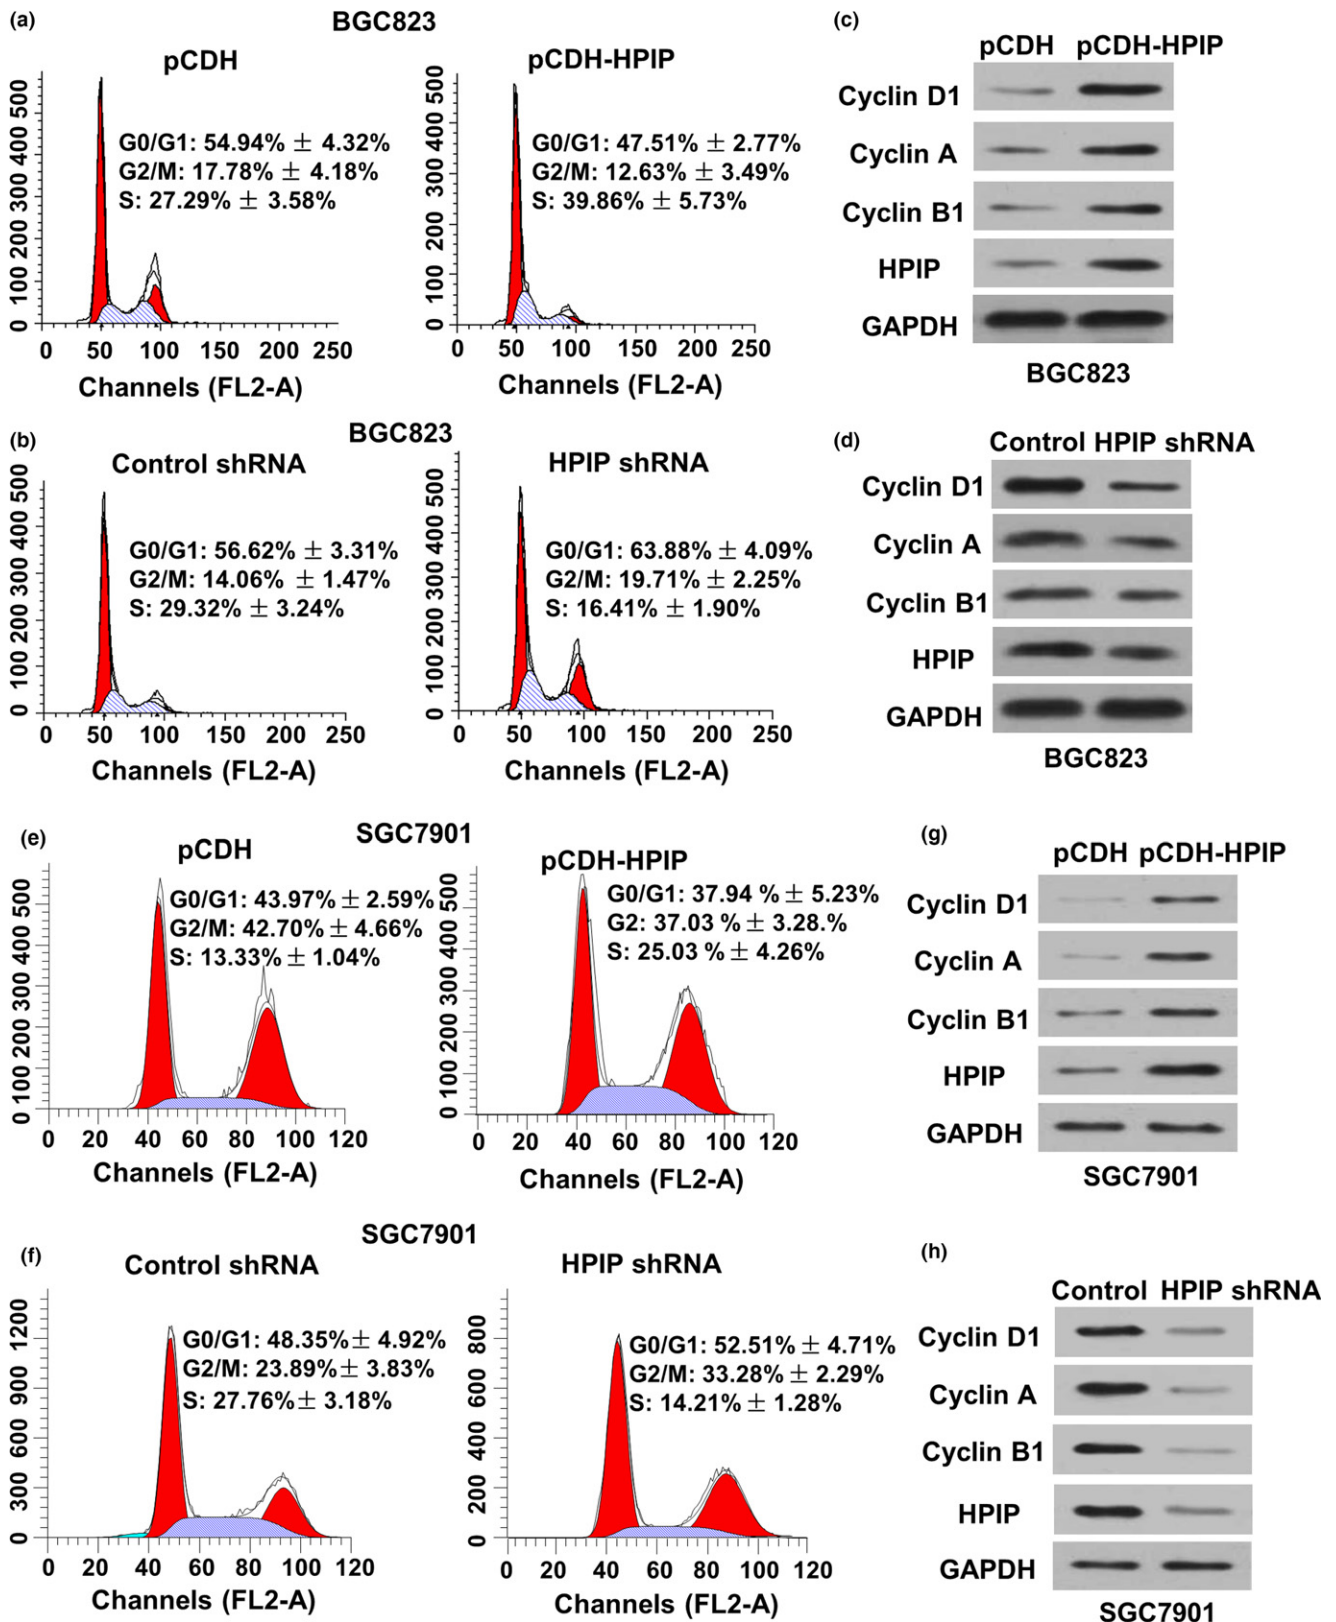 (a)
BGC823
pCDH
G0/G1: 54.94% ± 4.32%
G2/M: 17.78% ± 4.18%
S: 27.29% ± 3.58%
0 100 200 300 400 500
0 50 100 150 200 250
Channels (FL2-A)
pCDH-HPIP
G0/G1: 47.51% ± 2.77%
G2/M: 12.63% ± 3.49%
S: 39.86% ± 5.73%
0 100 200 300 400 500
0 50 100 150 200 250
Channels (FL2-A)
(c)
pCDH pCDH-HPIP
Cyclin D1
Cyclin A
Cyclin B1
HPIP
GAPDH
BGC823
(b)
BGC823
Control shRNA
G0/G1: 56.62% ± 3.31%
G2/M: 14.06% ± 1.47%
S: 29.32% ± 3.24%
0 100 200 300 400 500
0 50 100 150 200 250
Channels (FL2-A)
HPIP shRNA
G0/G1: 63.88% ± 4.09%
G2/M: 19.71% ± 2.25%
S: 16.41% ± 1.90%
0 100 200 300 400 500
0 50 100 150 200 250
Channels (FL2-A)
(d)
Control HPIP shRNA
Cyclin D1
Cyclin A
Cyclin B1
HPIP
GAPDH
BGC823
(e)
SGC7901
pCDH
G0/G1: 43.97% ± 2.59%
G2/M: 42.70% ± 4.66%
S: 13.33% ± 1.04%
0 100 200 300 400 500
0 20 40 60 80 100 120
Channels (FL2-A)
pCDH-HPIP
G0/G1: 37.94 % ± 5.23%
G2: 37.03 % ± 3.28.%
S: 25.03 % ± 4.26%
0 100 200 300 400 500
0 20 40 60 80 100 120
Channels (FL2-A)
(g)
pCDH pCDH-HPIP
Cyclin D1
Cyclin A
Cyclin B1
HPIP
GAPDH
SGC7901
(f)
SGC7901
Control shRNA
G0/G1: 48.35% ± 4.92%
G2/M: 23.89% ± 3.83%
S: 27.76% ± 3.18%
0 300 600 900 1200
0 20 40 60 80 100 120
Channels (FL2-A)
HPIP shRNA
G0/G1: 52.51% ± 4.71%
G2/M: 33.28% ± 2.29%
S: 14.21% ± 1.28%
0 200 400 600 800
0 20 40 60 80 100 120
Channels (FL2-A)
(h)
Control HPIP shRNA
Cyclin D1
Cyclin A
Cyclin B1
HPIP
GAPDH
SGC7901